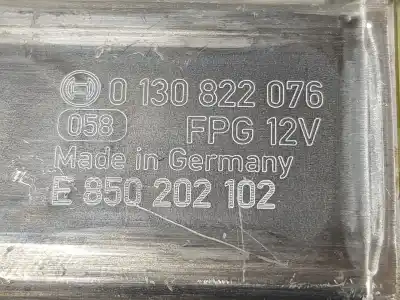 0 130 822 076
058 FPG 12V
Made in Germany
E 850 202 102